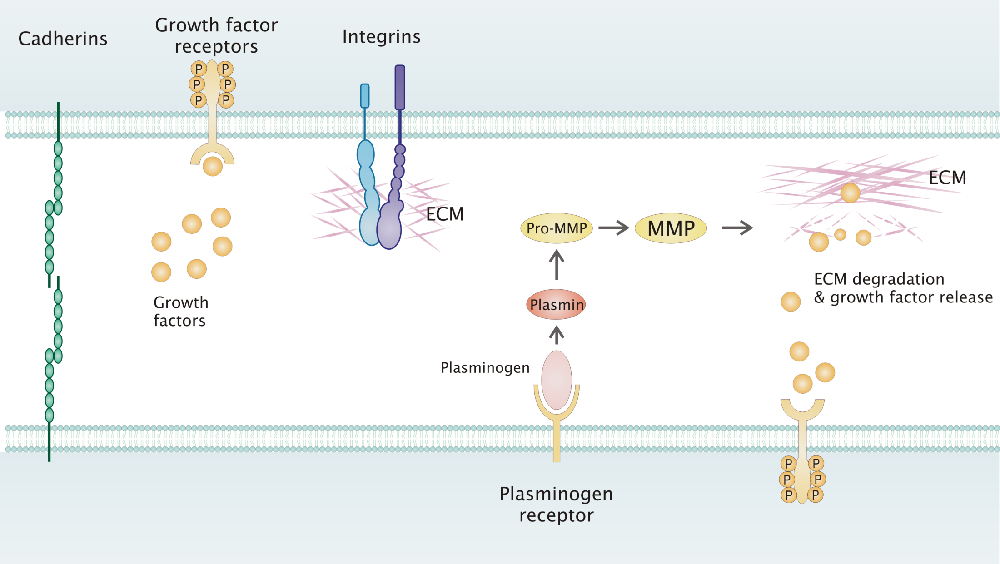 Cadherins
Growth factor
receptors
Integrins
P P
P P
P P
ECM
ECM
Pro-MMP
MMP
ECM degradation
& growth factor release
Growth
factors
Plasmin
Plasminogen
P P
P P
P P
Plasminogen
receptor